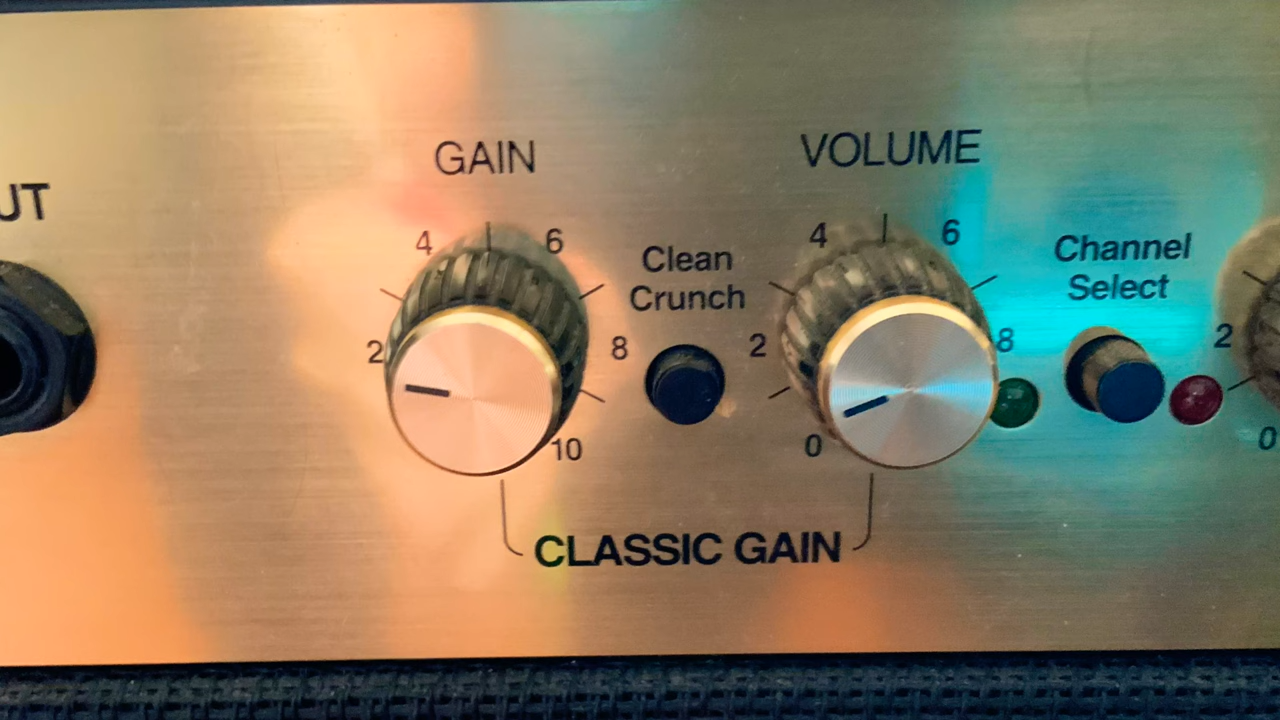 UT
GAIN
4 6
2 8
10
Clean
Crunch
VOLUME
4 6
2 8
0
Channel
Select
2
0
CLASSIC GAIN